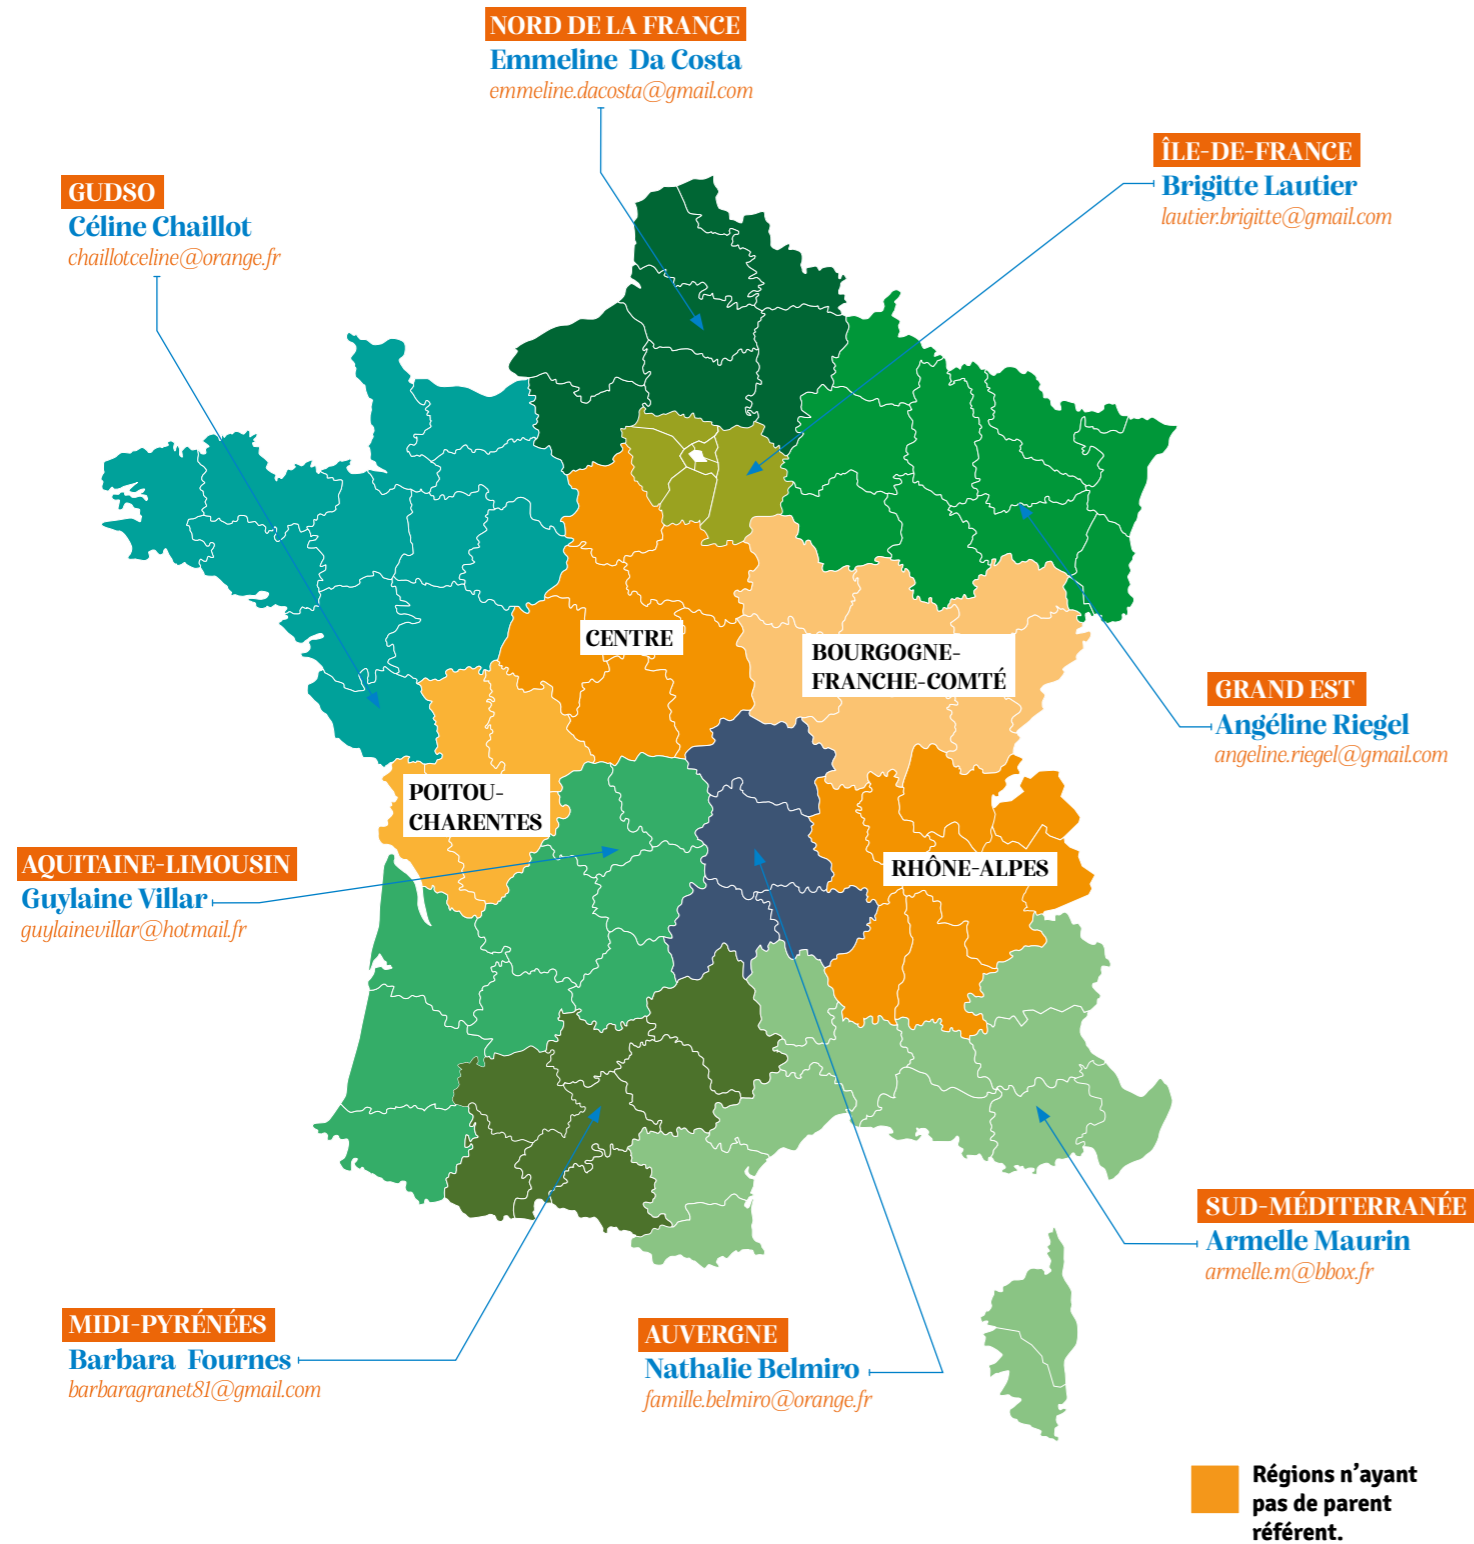 NORD DE LA FRANCE
Emmeline Da Costa
emmeline.dacosta@gmail.com
ÎLE-DE-FRANCE
Brigitte Lautier
lautier.brigitte@gmail.com
GUDSO
Céline Chaillot
chaillotceline@orange.fr
CENTRE
BOURGOGNE-
FRANCHE-COMTÉ
GRAND EST
Angéline Riegel
angeline.riegel@gmail.com
POITOU-
CHARENTES
RHÔNE-ALPES
AQUITAINE-LIMOUSIN
Guylaine Villar
guylainevillar@hotmail.fr
SUD-MÉDITERRANÉE
Armelle Maurin
armelle.m@bbox.fr
MIDI-PYRÉNÉES
Barbara Fournes
barbaragranet81@gmail.com
AUVERGNE
Nathalie Belmiro
famille.belmiro@orange.fr
Régions n'ayant
pas de parent
référent.